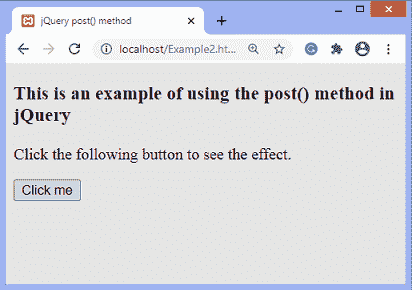 jQuery post() method
localhost/Example2.ht...
This is an example of using the post() method in
jQuery
Click the following button to see the effect.
Click me